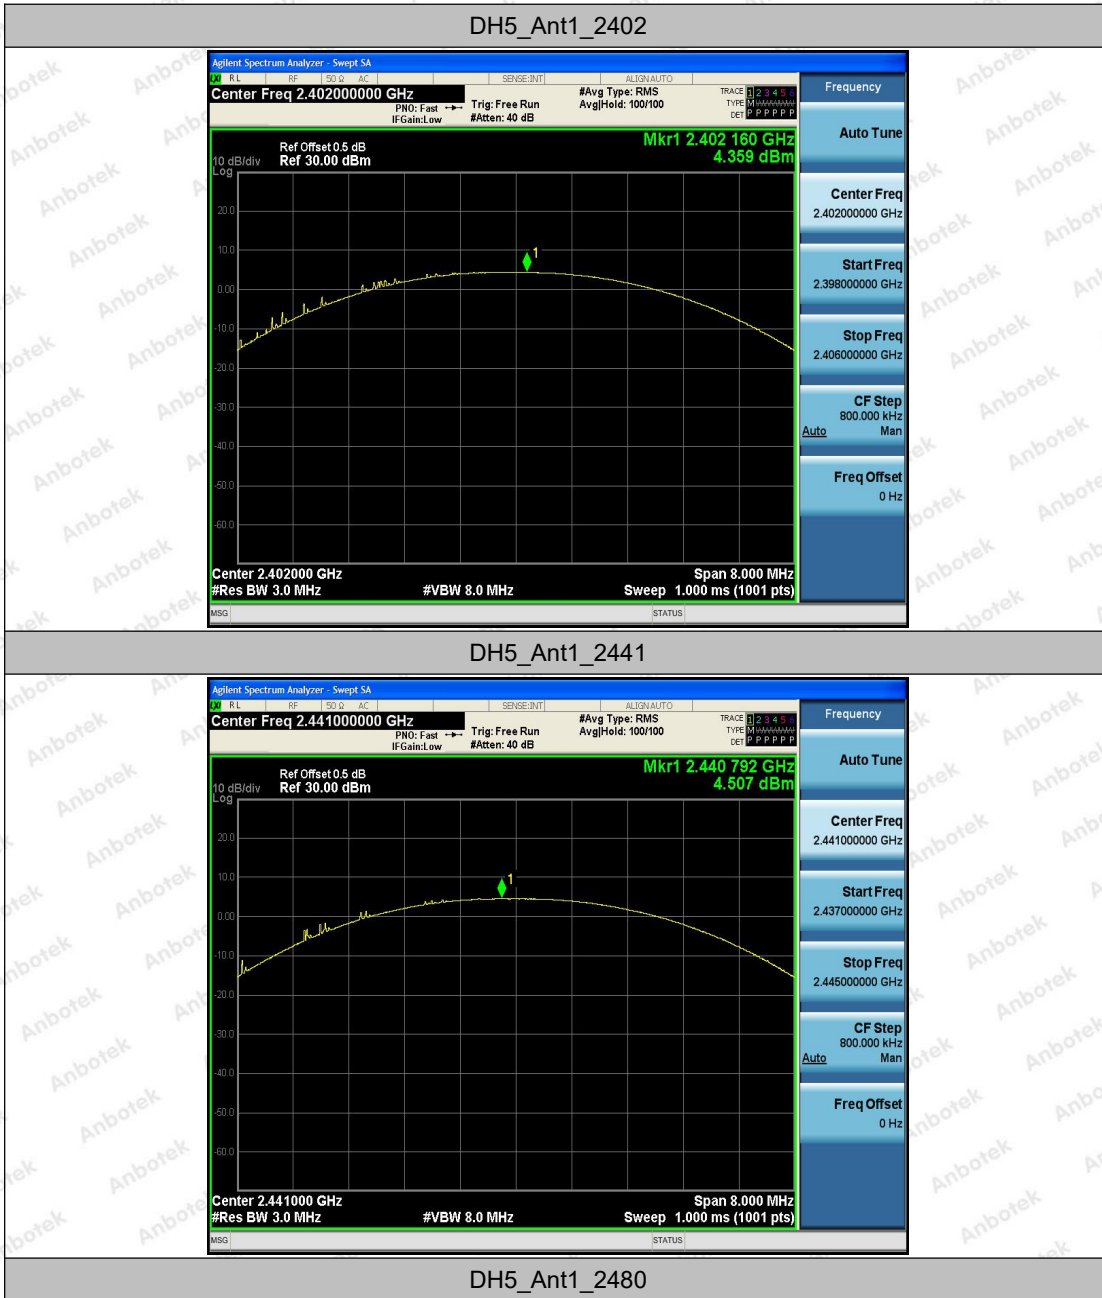 DH5_Ant1_2402
Agilent Spectrum Analyzer - Swept SA
LXI RL RF 50 Ω AC SENSE:INT ALIGNAUTO
Center Freq 2.402000000 GHz
PNO: Fast
IFGain:Low
Trig: Free Run
#Atten: 40 dB
#Avg Type: RMS
Avg|Hold: 100/100
TRACE 1 2 3 4 5 6
TYPE M
DET P P P P P P
Mkr1 2.402 160 GHz
4.359 dBm
Ref Offset 0.5 dB
10 dB/div Ref 30.00 dBm
Log
20.0
10.0
0.00
-10.0
-20.0
-30.0
-40.0
-50.0
-60.0
1
Center 2.402000 GHz Span 8.000 MHz
#Res BW 3.0 MHz #VBW 8.0 MHz Sweep 1.000 ms (1001 pts)
MSG STATUS
Frequency
Auto Tune
Center Freq
2.402000000 GHz
Start Freq
2.398000000 GHz
Stop Freq
2.406000000 GHz
CF Step
800.000 kHz
Auto Man
Freq Offset
0 Hz
DH5_Ant1_2441
Agilent Spectrum Analyzer - Swept SA
LXI RL RF 50 Ω AC SENSE:INT ALIGNAUTO
Center Freq 2.441000000 GHz
PNO: Fast
IFGain:Low
Trig: Free Run
#Atten: 40 dB
#Avg Type: RMS
Avg|Hold: 100/100
TRACE 1 2 3 4 5 6
TYPE M
DET P P P P P P
Mkr1 2.440 792 GHz
4.507 dBm
Ref Offset 0.5 dB
10 dB/div Ref 30.00 dBm
Log
20.0
10.0
0.00
-10.0
-20.0
-30.0
-40.0
-50.0
-60.0
1
Center 2.441000 GHz Span 8.000 MHz
#Res BW 3.0 MHz #VBW 8.0 MHz Sweep 1.000 ms (1001 pts)
MSG STATUS
Frequency
Auto Tune
Center Freq
2.441000000 GHz
Start Freq
2.437000000 GHz
Stop Freq
2.445000000 GHz
CF Step
800.000 kHz
Auto Man
Freq Offset
0 Hz
DH5_Ant1_2480
Anbotek